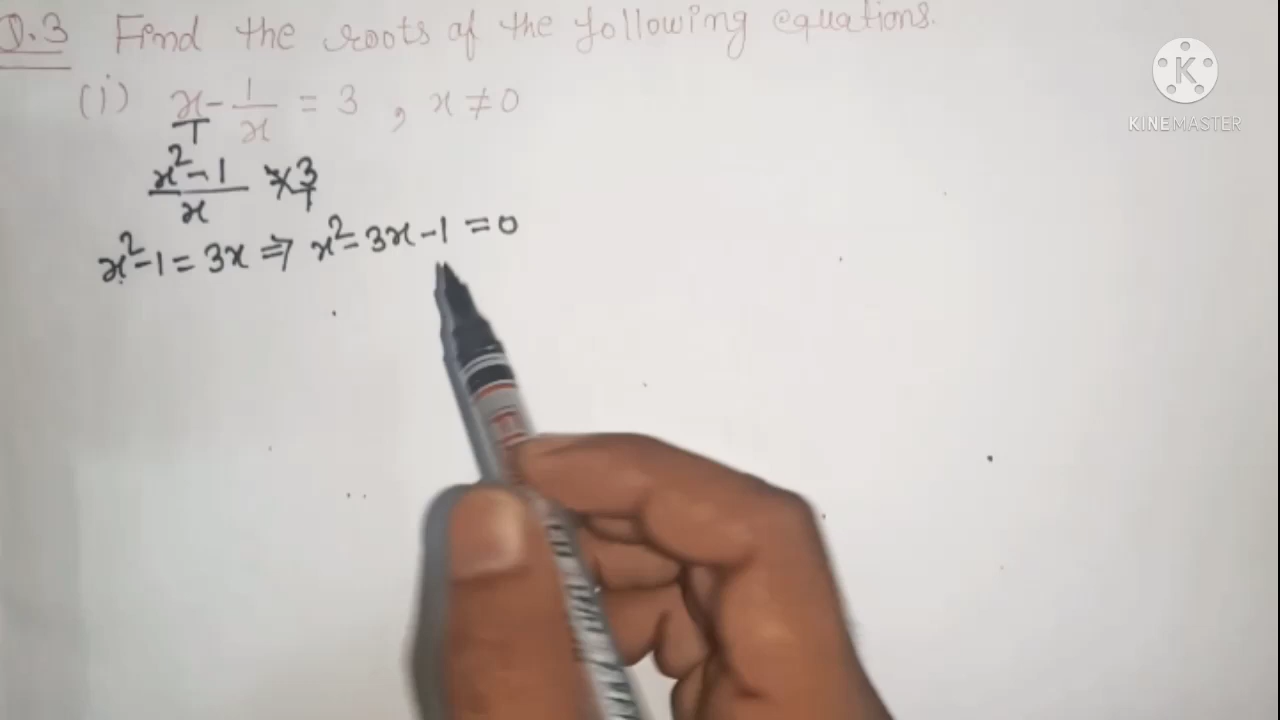 Q.3 Find the roots of the following equations.
(i) x/1 - 1/x = 3 , x ≠ 0
x² - 1 / x = 3/1
x² - 1 = 3x ⇒ x² - 3x - 1 = 0
KINEMASTER